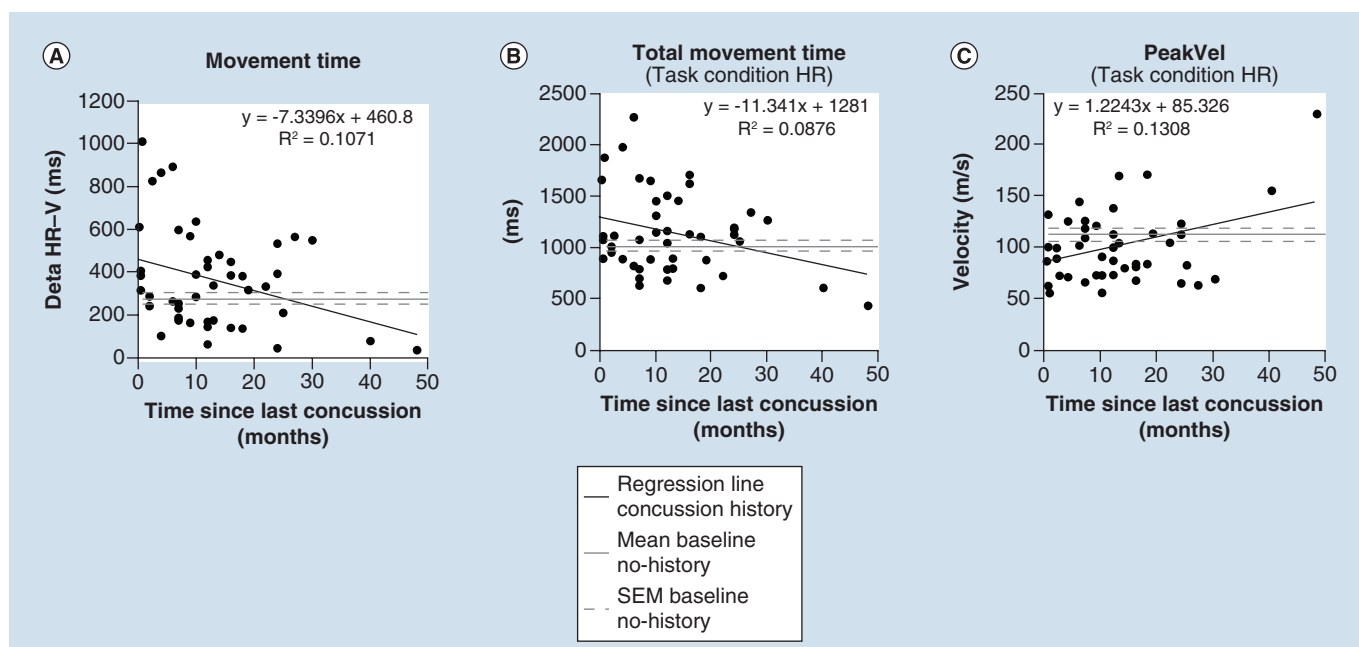 A
Movement time
y = -7.3396x + 460.8
R² = 0.1071
1200
1000
800
600
400
200
0
Deta HR–V (ms)
0 10 20 30 40 50
Time since last concussion
(months)
B
Total movement time
(Task condition HR)
y = -11.341x + 1281
R² = 0.0876
2500
2000
1500
1000
500
0
(ms)
0 10 20 30 40 50
Time since last concussion
(months)
C
PeakVel
(Task condition HR)
y = 1.2243x + 85.326
R² = 0.1308
250
200
150
100
50
0
Velocity (m/s)
0 10 20 30 40 50
Time since last concussion
(months)
Regression line
concussion history
Mean baseline
no-history
SEM baseline
no-history